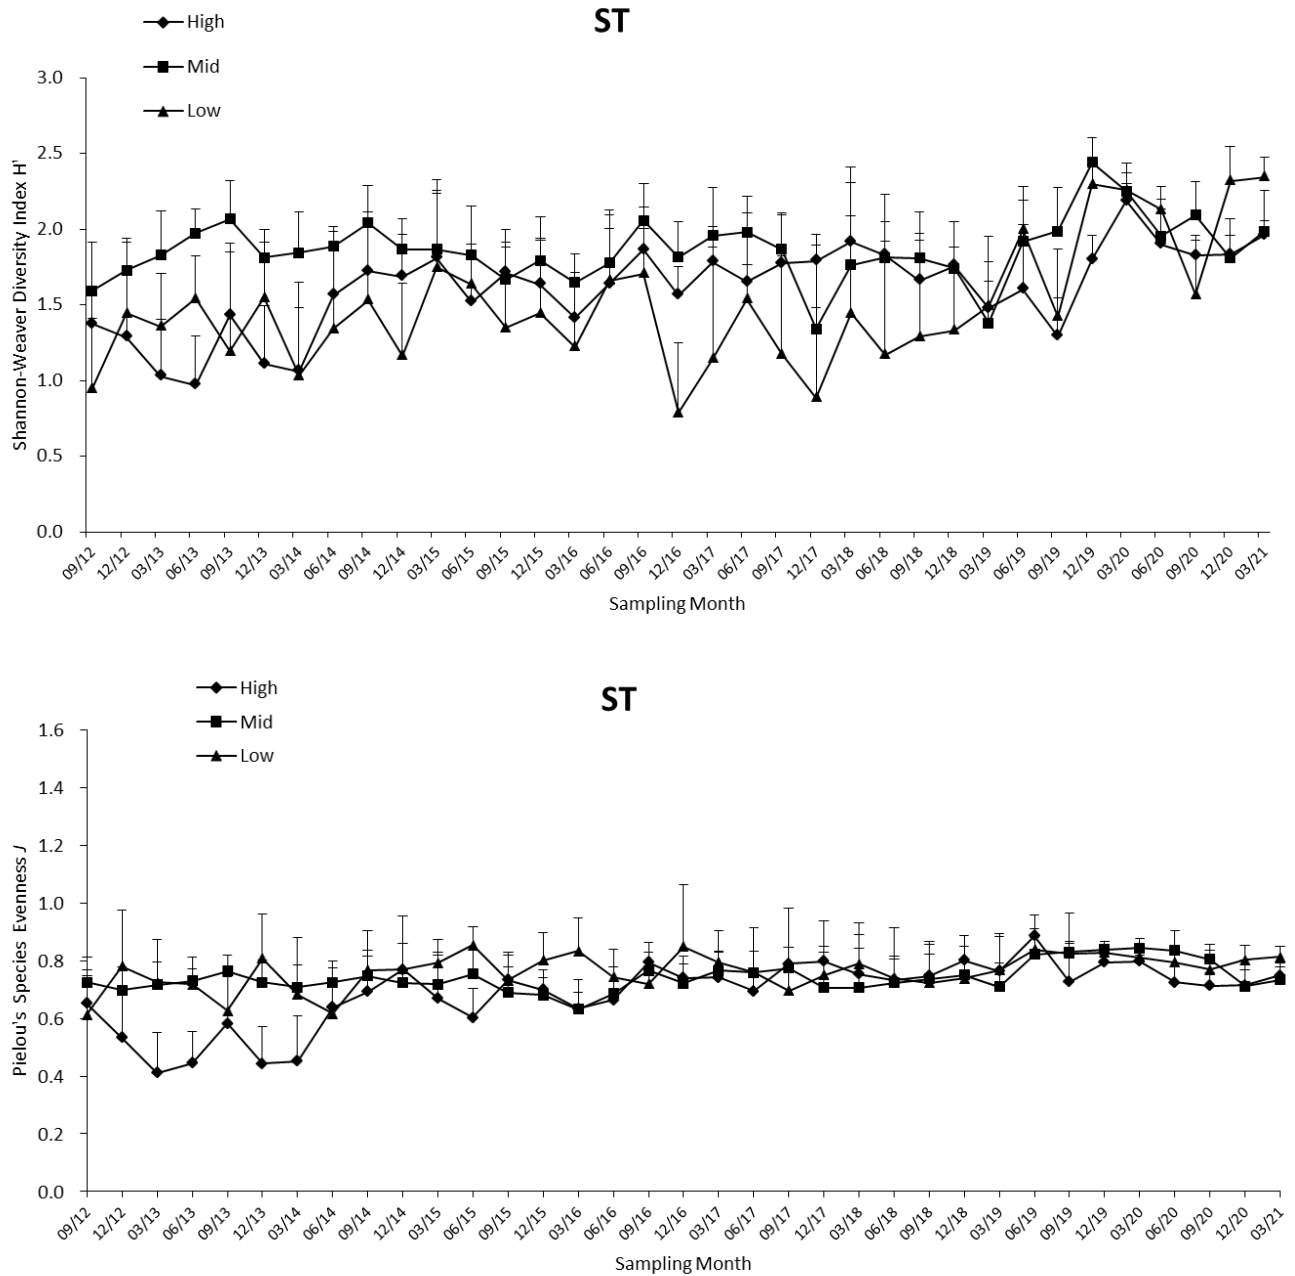 ST
High
Mid
Low
Shannon-Weaver Diversity Index H'
3.0
2.5
2.0
1.5
1.0
0.5
0.0
09/12 12/12 03/13 06/13 09/13 12/13 03/14 06/14 09/14 12/14 03/15 06/15 09/15 12/15 03/16 06/16 09/16 12/16 03/17 06/17 09/17 12/17 03/18 06/18 09/18 12/18 03/19 06/19 09/19 12/19 03/20 06/20 09/20 12/20 03/21
Sampling Month
ST
High
Mid
Low
Pielou's Species Evenness J
1.6
1.4
1.2
1.0
0.8
0.6
0.4
0.2
0.0
09/12 12/12 03/13 06/13 09/13 12/13 03/14 06/14 09/14 12/14 03/15 06/15 09/15 12/15 03/16 06/16 09/16 12/16 03/17 06/17 09/17 12/17 03/18 06/18 09/18 12/18 03/19 06/19 09/19 12/19 03/20 06/20 09/20 12/20 03/21
Sampling Month